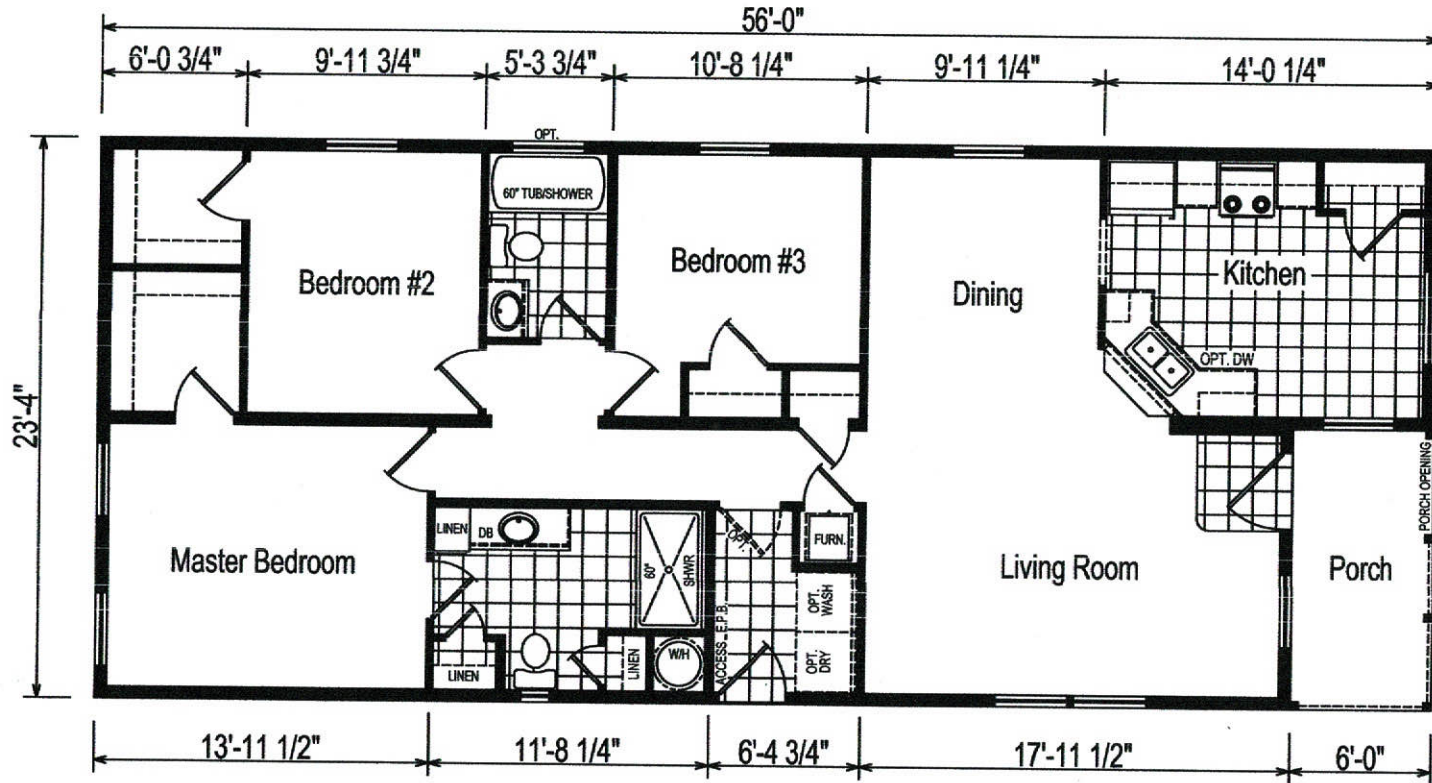 56'-0"
6'-0 3/4"
9'-11 3/4"
5'-3 3/4"
10'-8 1/4"
9'-11 1/4"
14'-0 1/4"
OPT.
60" TUB/SHOWER
Bedroom #2
Bedroom #3
Dining
Kitchen
OPT. DW
23'-4"
PORCH OPENING
LINEN
DB
OPT.
FURN.
Master Bedroom
60"
SHWR
Living Room
Porch
OPT.
WASH
ACCESS
E.P.B.
W/H
LINEN
LINEN
OPT.
DRY
13'-11 1/2"
11'-8 1/4"
6'-4 3/4"
17'-11 1/2"
6'-0"